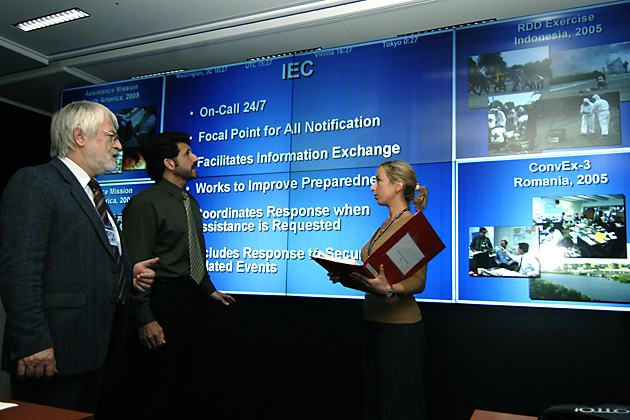 Washington, DC 10:27
UTC 15:27
Vienna 16:27
Tokyo 0:27
Assistance Mission
America, 2005
IEC
• On-Call 24/7
• Focal Point for All Notification
• Facilitates Information Exchange
• Works to Improve Preparedne
Coordinates Response when
Assistance is Requested
cludes Response to Secu
lated Events
RDD Exercise
Indonesia, 2005
ConvEx-3
Romania, 2005